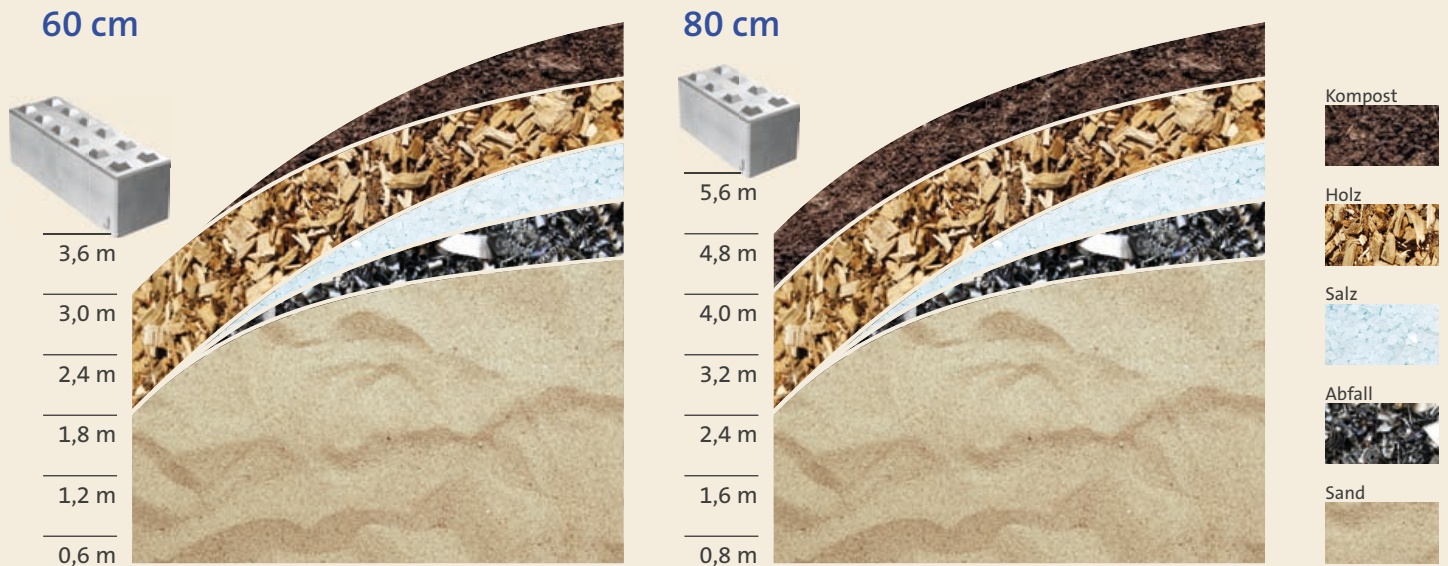 60 cm
3,6 m
3,0 m
2,4 m
1,8 m
1,2 m
0,6 m
80 cm
5,6 m
4,8 m
4,0 m
3,2 m
2,4 m
1,6 m
0,8 m
Kompost
Holz
Salz
Abfall
Sand